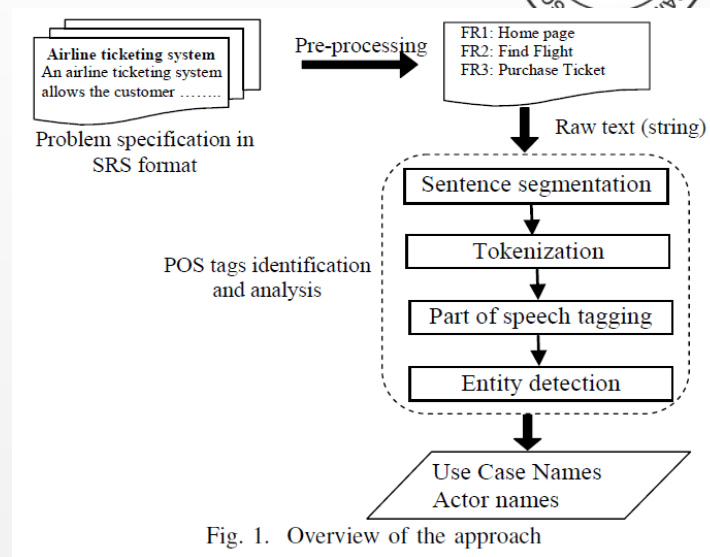 Airline ticketing system
An airline ticketing system
allows the customer ........
Pre-processing
FR1: Home page
FR2: Find Flight
FR3: Purchase Ticket
Problem specification in
SRS format
Raw text (string)
Sentence segmentation
Tokenization
POS tags identification
and analysis
Part of speech tagging
Entity detection
Use Case Names
Actor names
Fig. 1. Overview of the approach